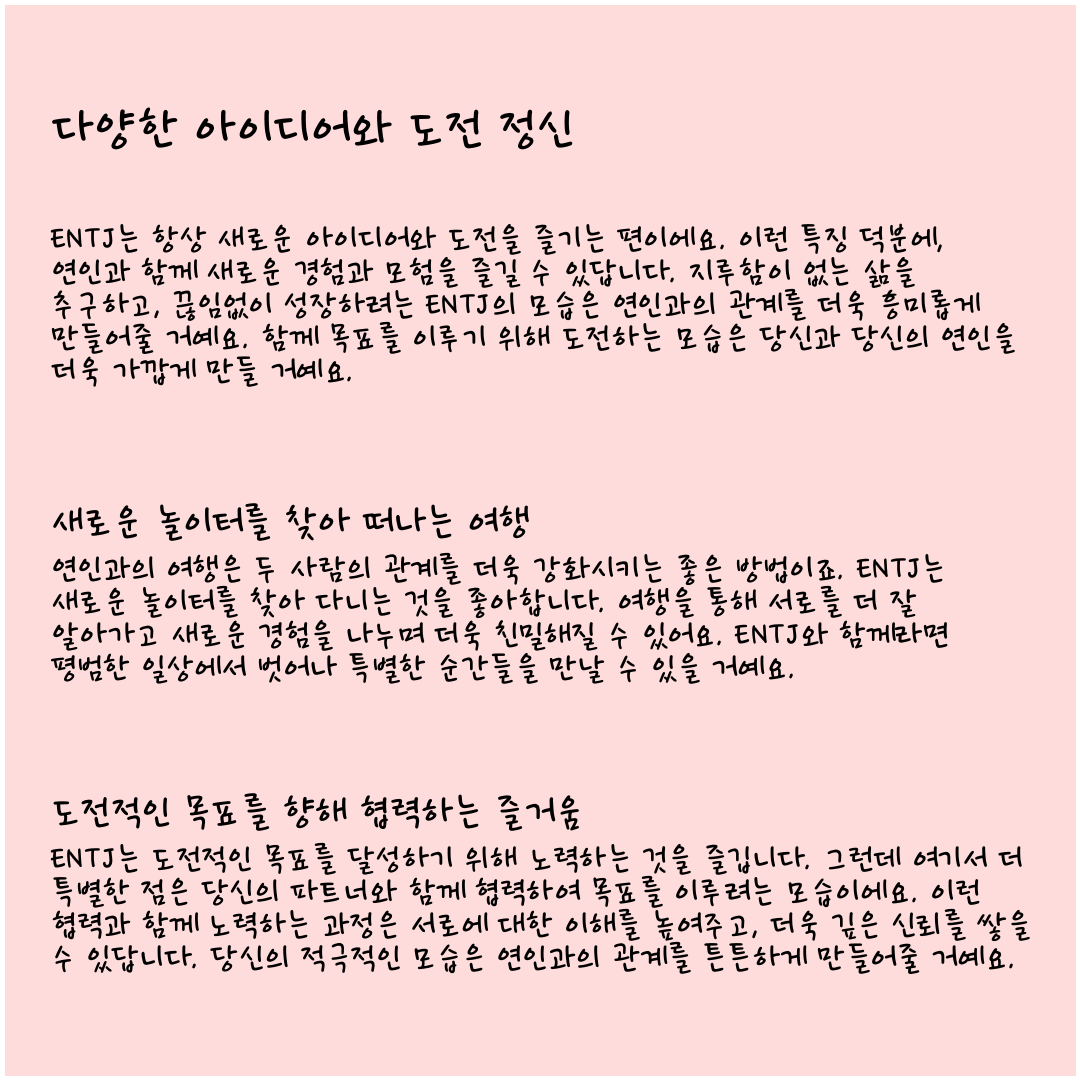 다양한 아이디어와 도전 정신
ENTJ는 항상 새로운 아이디어와 도전을 즐기는 편이에요. 이런 특징 덕분에,
연인과 함께 새로운 경험과 모험을 즐길 수 있답니다. 지루함이 없는 삶을
추구하고, 끊임없이 성장하려는 ENTJ의 모습은 연인과의 관계를 더욱 흥미롭게
만들어줄 거예요. 함께 목표를 이루기 위해 도전하는 모습은 당신과 당신의 연인을
더욱 가깝게 만들 거예요.
새로운 놀이터를 찾아 떠나는 여행
연인과의 여행은 두 사람의 관계를 더욱 강화시키는 좋은 방법이죠. ENTJ는
새로운 놀이터를 찾아 다니는 것을 좋아합니다. 여행을 통해 서로를 더 잘
알아가고 새로운 경험을 나누며 더욱 친밀해질 수 있어요. ENTJ와 함께라면
평범한 일상에서 벗어나 특별한 순간들을 만날 수 있을 거예요.
도전적인 목표를 향해 협력하는 즐거움
ENTJ는 도전적인 목표를 달성하기 위해 노력하는 것을 즐깁니다. 그런데 여기서 더
특별한 점은 당신의 파트너와 함께 협력하여 목표를 이루려는 모습이에요. 이런
협력과 함께 노력하는 과정은 서로에 대한 이해를 높여주고, 더욱 깊은 신뢰를 쌓을
수 있답니다. 당신의 적극적인 모습은 연인과의 관계를 튼튼하게 만들어줄 거예요.